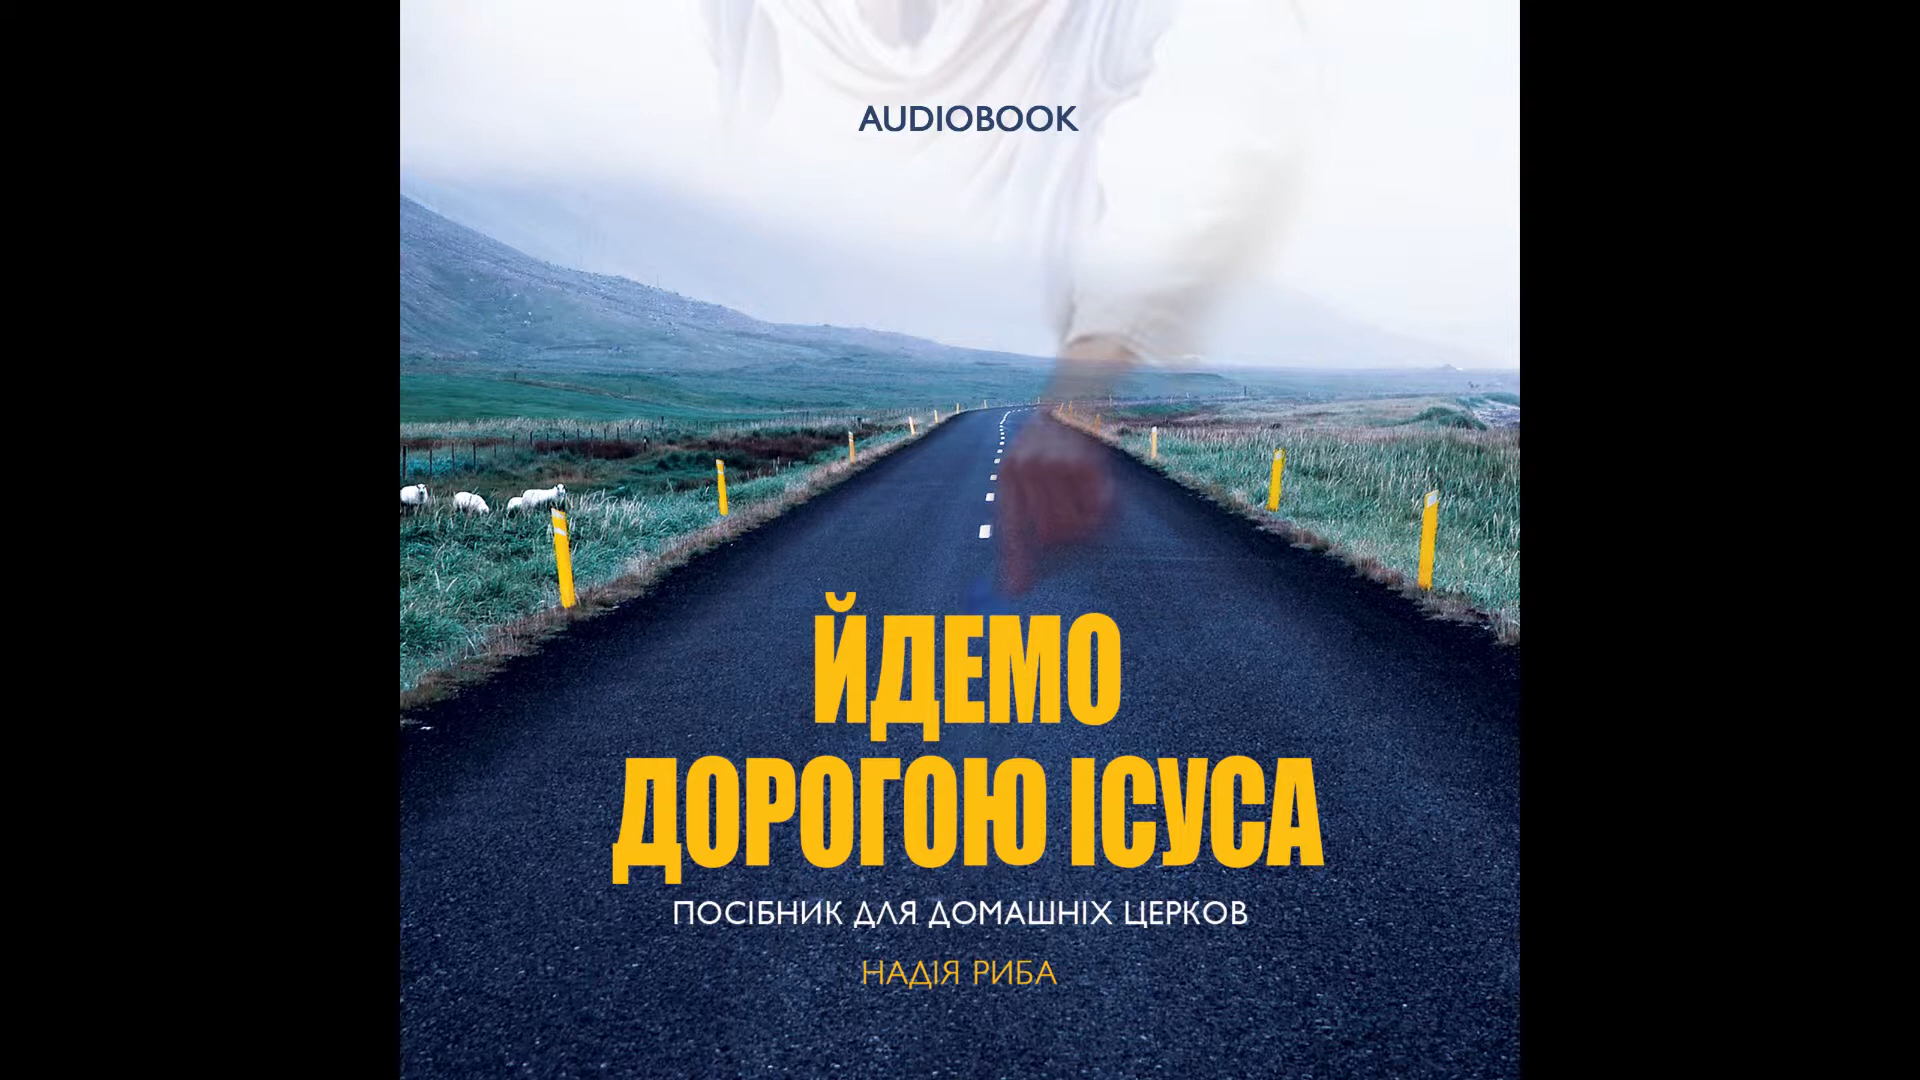 AUDIOBOOK
ЙДЕМО
ДОРОГОЮ ІСУСА
ПОСІБНИК ДЛЯ ДОМАШНІХ ЦЕРКОВ
НАДІЯ РИБА